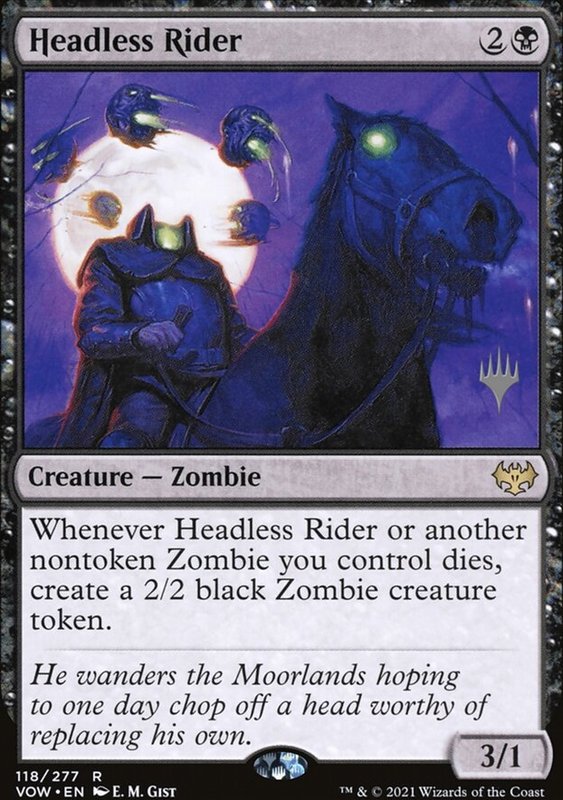 Headless Rider 2
Creature — Zombie
Whenever Headless Rider or another
nontoken Zombie you control dies,
create a 2/2 black Zombie creature
token.
He wanders the Moorlands hoping
to one day chop off a head worthy of
replacing his own.
3/1
118/277 R
VOW • EN E. M. Gist
™ & © 2021 Wizards of the Coast